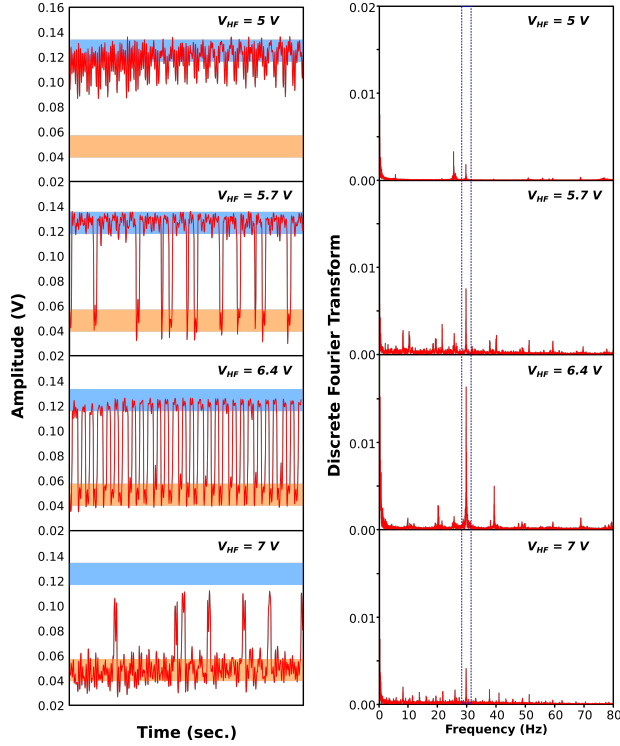 0.16
V_HF = 5 V
0.14
0.12
0.10
0.08
0.06
0.04
0.02
V_HF = 5.7 V
0.14
0.12
0.10
0.08
0.06
0.04
0.02
V_HF = 6.4 V
0.14
0.12
0.10
0.08
0.06
0.04
0.02
V_HF = 7 V
0.14
0.12
0.10
0.08
0.06
0.04
0.02
Amplitude (V)
Time (sec.)
0.02
V_HF = 5 V
0.01
0.00
V_HF = 5.7 V
0.01
0.00
V_HF = 6.4 V
0.01
0.00
V_HF = 7 V
0.01
0.00
0 10 20 30 40 50 60 70 80
Discrete Fourier Transform
Frequency (Hz)